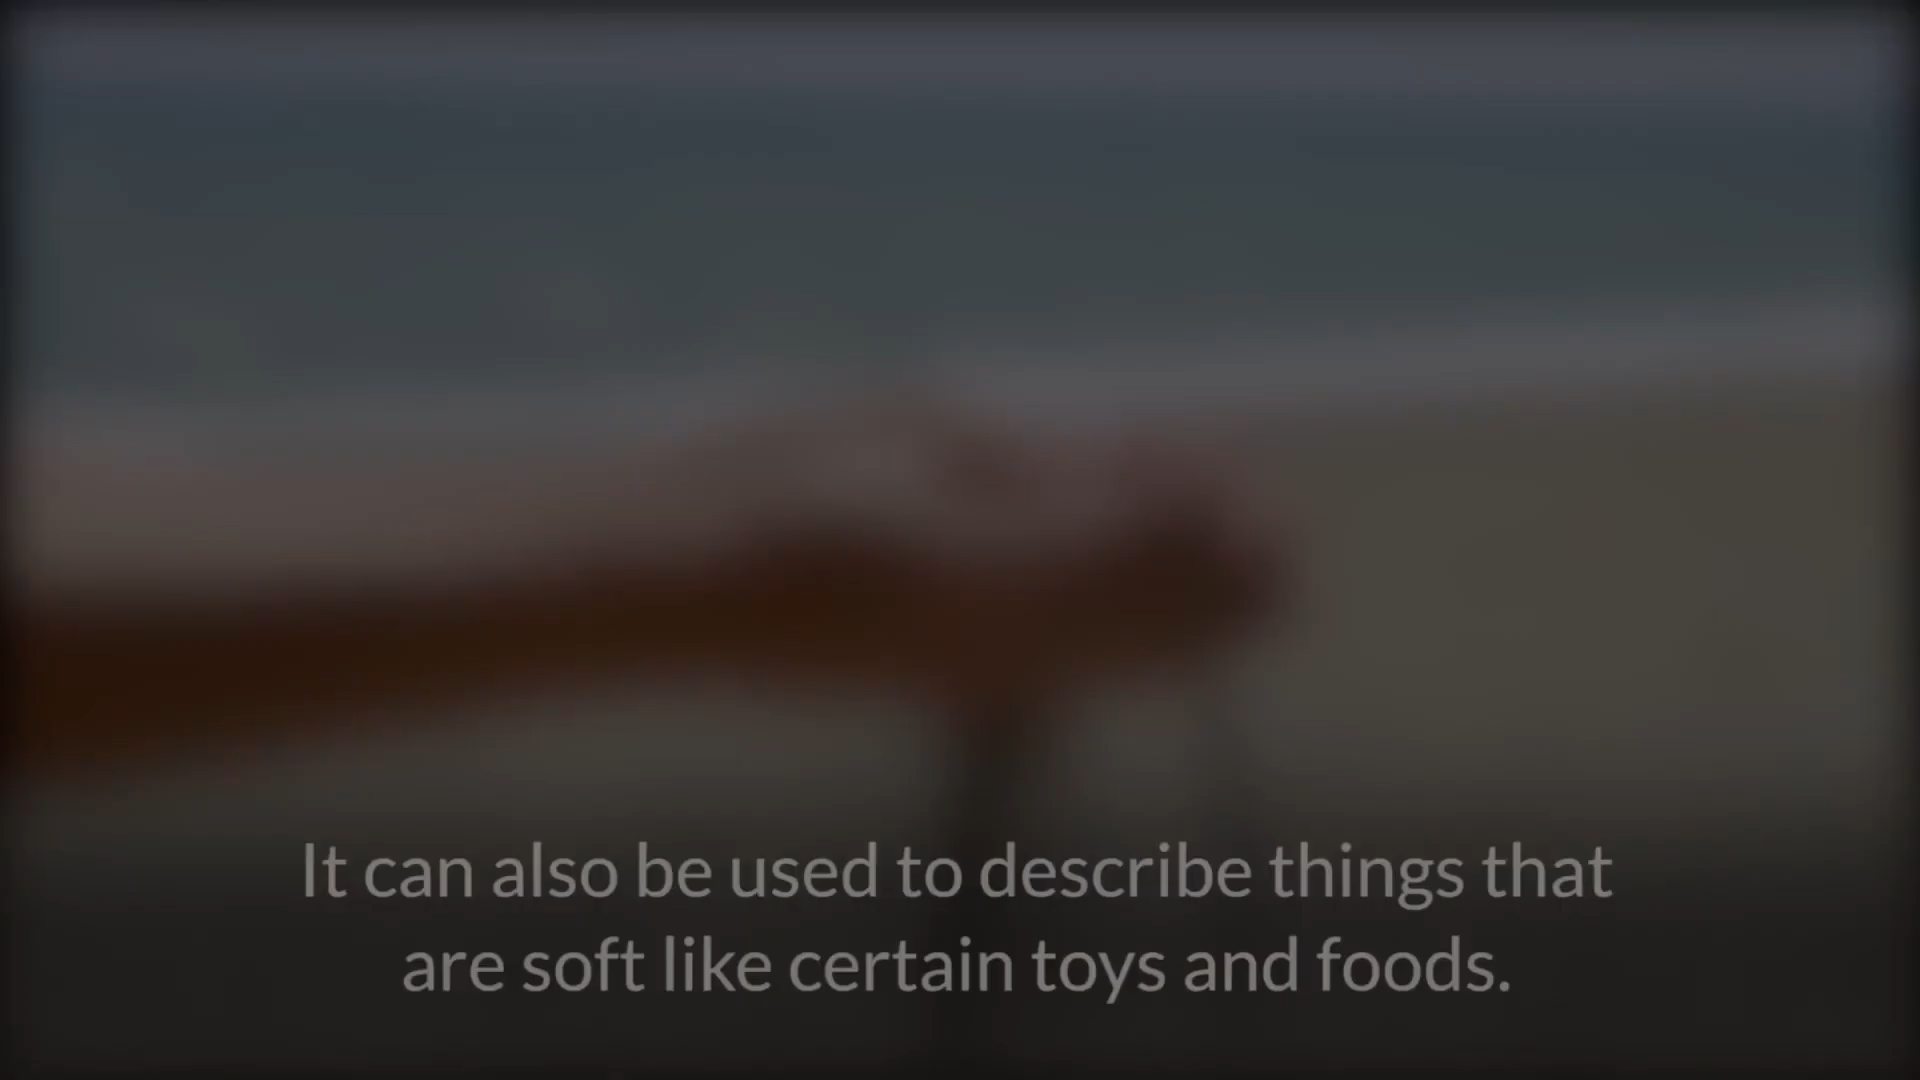 It can also be used to describe things that
are soft like certain toys and foods.